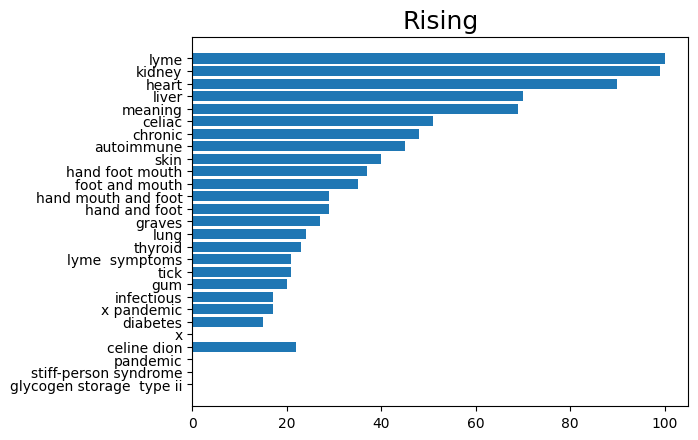 Rising
lyme
kidney
heart
liver
meaning
celiac
chronic
autoimmune
skin
hand foot mouth
foot and mouth
hand mouth and foot
hand and foot
graves
lung
thyroid
lyme  symptoms
tick
gum
infectious
x pandemic
diabetes
x
celine dion
pandemic
stiff-person syndrome
glycogen storage  type ii
0 20 40 60 80 100